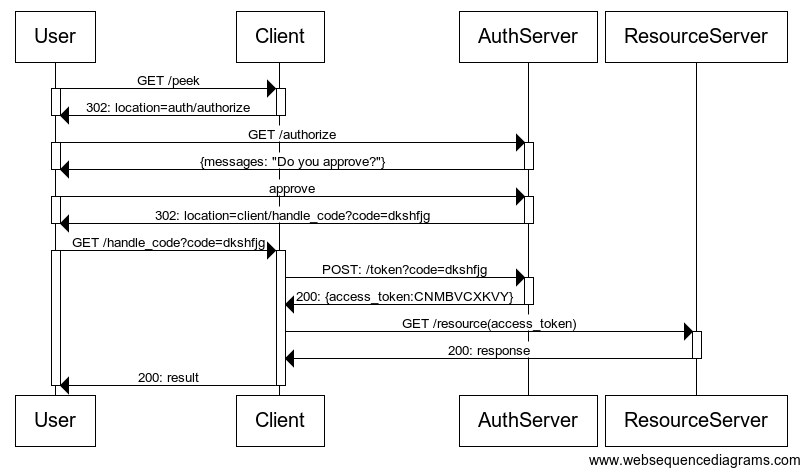 User Client AuthServer ResourceServer
GET /peek
302: location=auth/authorize
GET /authorize
{messages: "Do you approve?"}
approve
302: location=client/handle_code?code=dkshfjg
GET /handle_code?code=dkshfjg
POST: /token?code=dkshfjg
200: {access_token:CNMBVCXKVY}
GET /resource(access_token)
200: response
200: result
User Client AuthServer ResourceServer
www.websequencediagrams.com